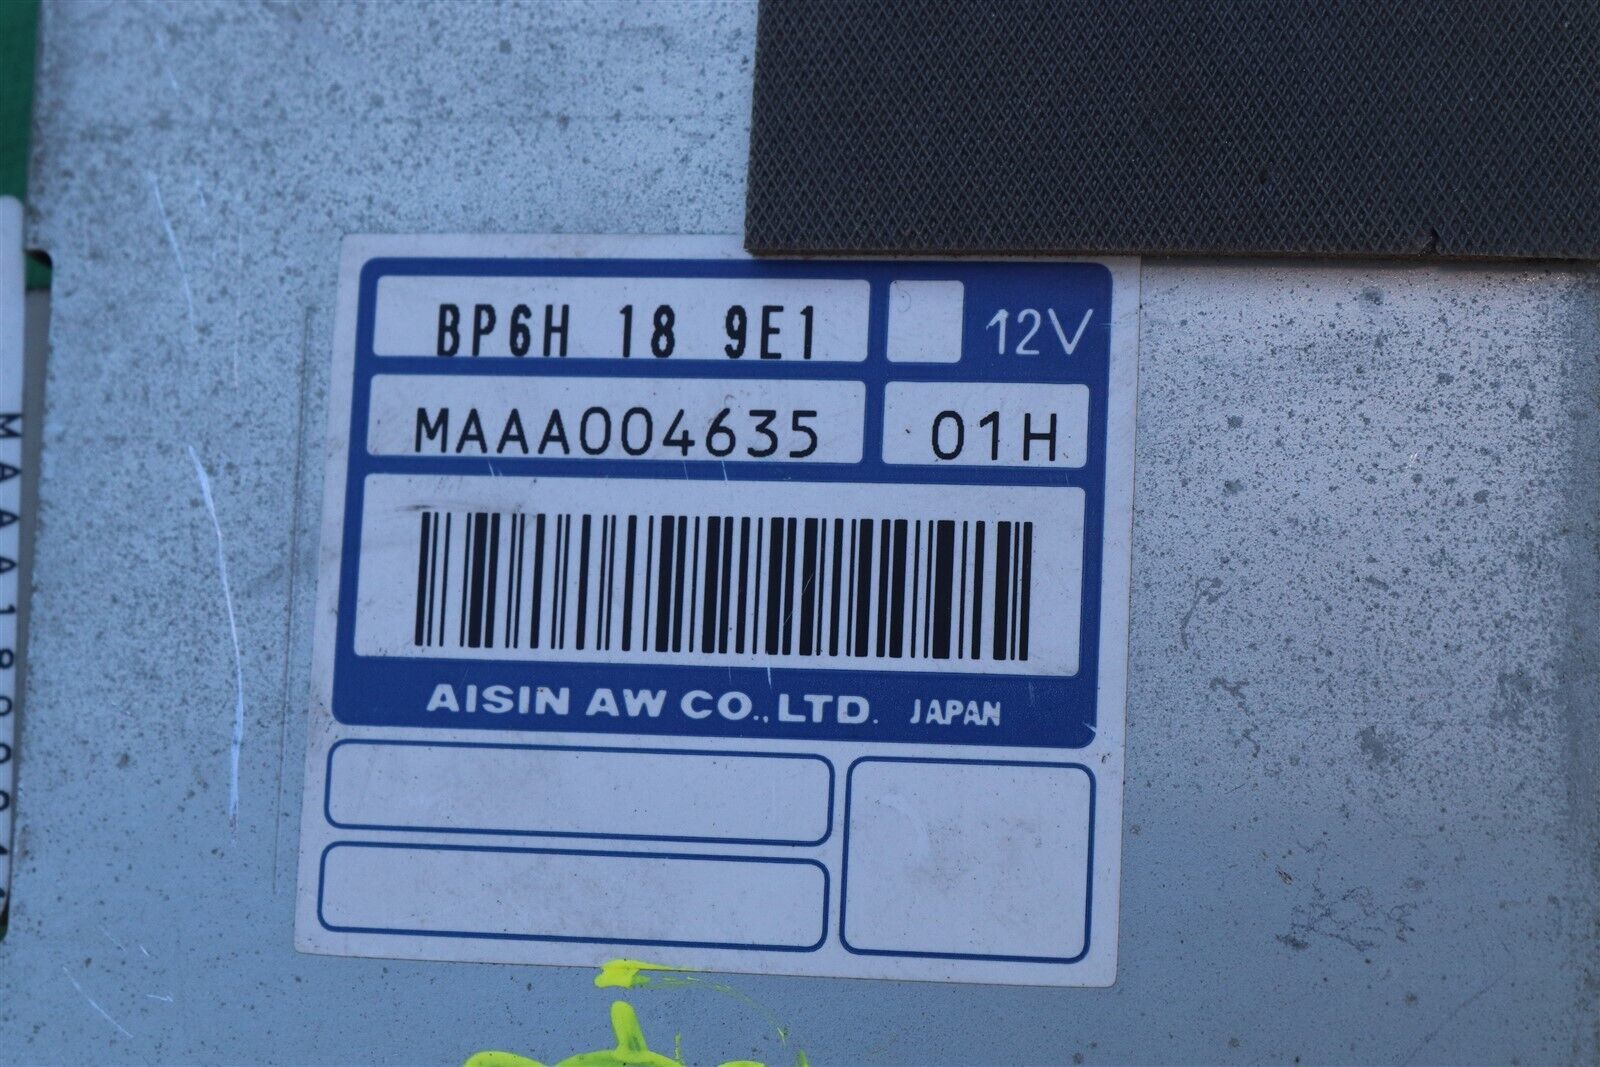 BP6H 18 9E1
12V
MAAA004635
01H
AISIN AW CO., LTD. JAPAN